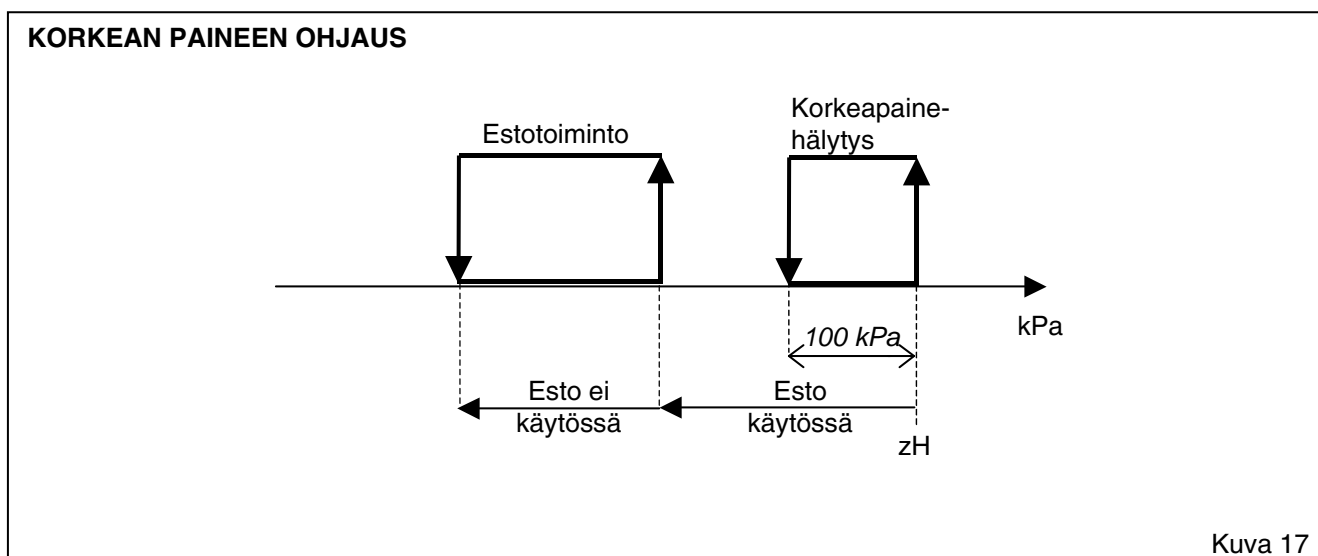 KORKEAN PAINEEN OHJAUS
Estotoiminto
Korkeapaine-
hälytys
kPa
100 kPa
Esto ei
käytössä
Esto
käytössä
zH
Kuva 17